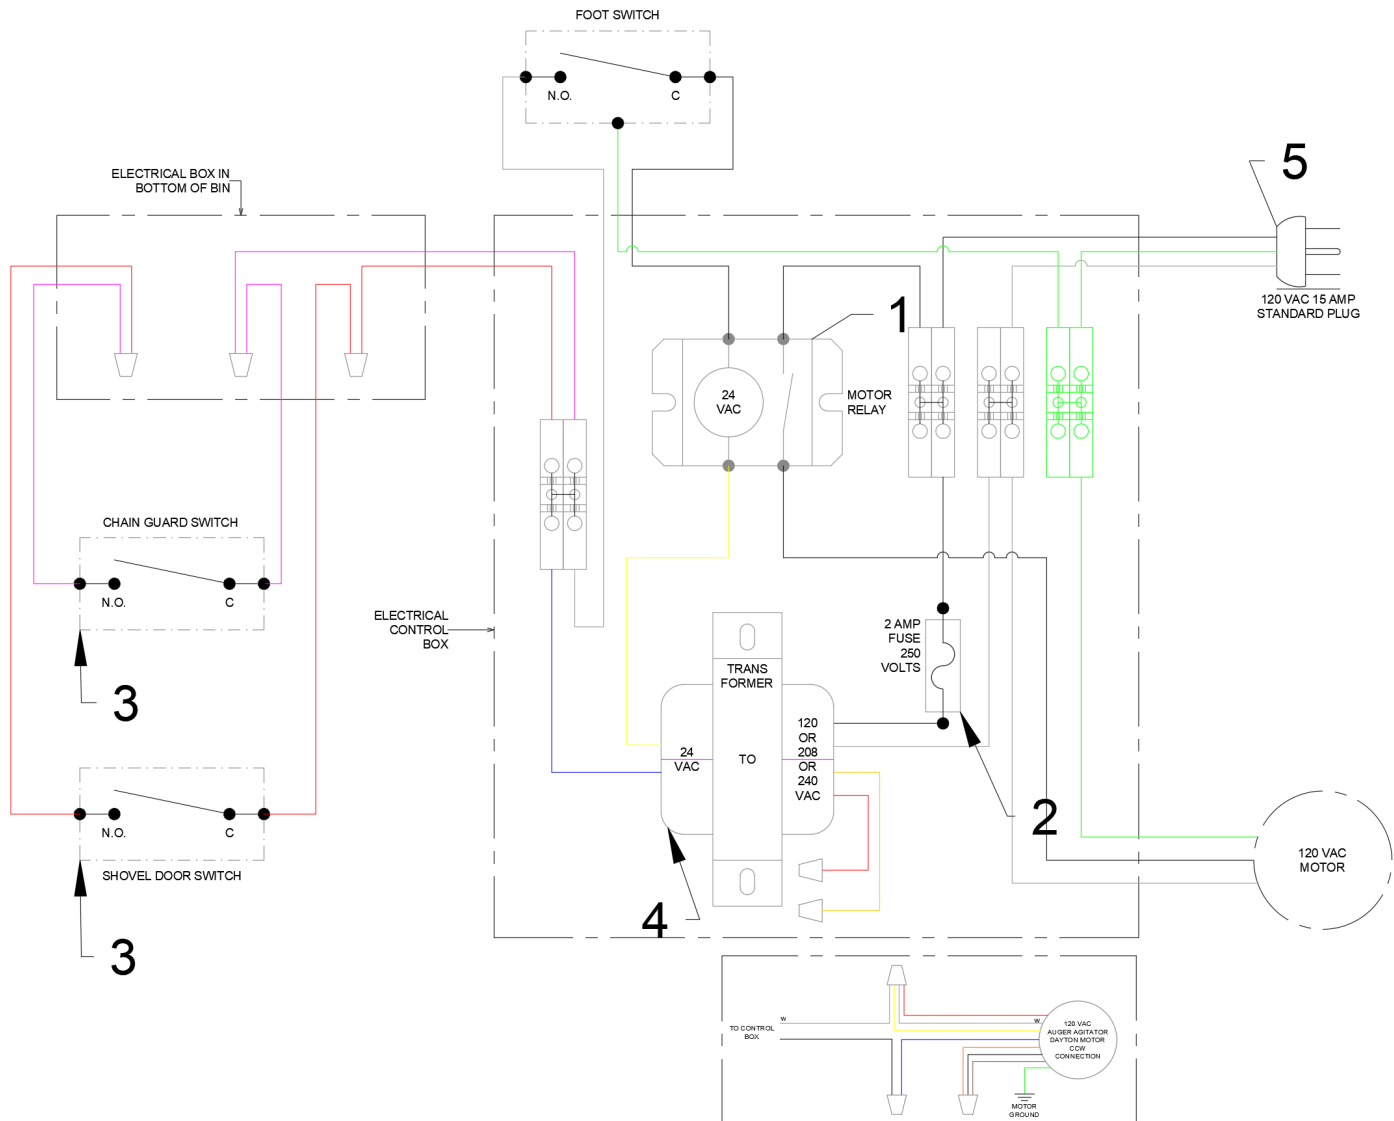 FOOT SWITCH
N.O.
C
ELECTRICAL BOX IN
BOTTOM OF BIN
5
120 VAC 15 AMP
STANDARD PLUG
1
24
VAC
MOTOR
RELAY
CHAIN GUARD SWITCH
N.O.
C
3
ELECTRICAL
CONTROL
BOX
2 AMP
FUSE
250
VOLTS
TRANS
FORMER
24
VAC
TO
120
OR
208
OR
240
VAC
2
4
N.O.
C
SHOVEL DOOR SWITCH
3
120 VAC
MOTOR
W
TO CONTROL
BOX
W
120 VAC
AUGER AGITATOR
DAYTON MOTOR
CCW
CONNECTION
MOTOR
GROUND